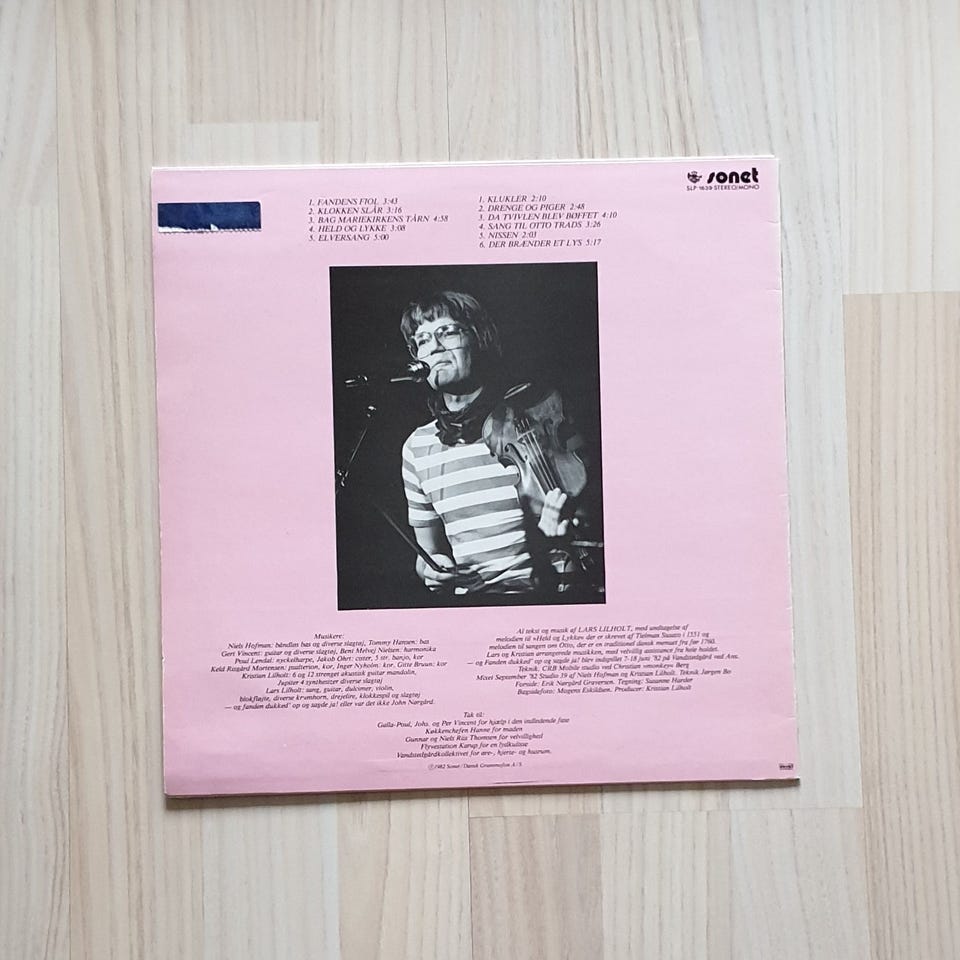 sonet
SLP 1639 STEREO/MONO
1. FANDENS FIOL 3:43
2. KLOKKEN SLÅR 3:16
3. BAG MARIEKIRKENS TÅRN 4:58
4. HELD OG LYKKE 3:08
5. ELVERSANG 5:00
1. KLUKLER 2:10
2. DRENGE OG PIGER 2:48
3. DA TVIVLEN BLEV BØFFET 4:10
4. SANG TIL OTTO TRADS 3:26
5. NISSEN 2:03
6. DER BRÆNDER ET LYS 5:17
Musikere:
Niels Hofman: båndløs bas og diverse slagtøj, Tommy Hansen: bas
Gert Vincent: guitar og diverse slagtøj, Bent Melvej Nielsen: harmonika
Poul Lendal: nyckelharpe, Jakob Ohrt: coter, 5 str. banjo, kor
Keld Risgård Mortensen: psalterion, kor, Inger Nyholm: kor, Gitte Bruun: kor
Kristian Lilholt: 6 og 12 strenget akustisk guitar mandolin,
Jupiter 4 synthesizer diverse slagtøj
Lars Lilholt: sang, guitar, dulcimer, violin,
blokfløjte, diverse krumhorn, drejelire, klokkespil og slagtøj
— og fanden dukked' op og sagde ja! eller var det ikke John Nørgård.
Al tekst og musik af LARS LILHOLT, med undtagelse af
melodien til »Held og Lykke« der er skrevet af Tielman Susato i 1551 og
melodien til sangen om Otto, der er en traditionel dansk menuet fra før 1760.
Lars og Kristian arrangerede musikken, med velvillig assistance fra hele holdet.
— og Fanden dukked' op og sagde ja! blev indspillet 7-18 juni '82 på Vandstedgård ved Ans.
Teknik, CRB Mobile studio ved Christian »monkey« Berg
Mixet September '82 Studio 39 af Niels Hofman og Kristian Lilholt. Teknik Jørgen Bo
Forside: Erik Nørgård Graversen. Tegning: Susanne Harder
Bagsidefoto: Mogens Eskildsen. Producer: Kristian Lilholt
Tak til:
Gaila-Poul, Johs. og Per Vincent for hjælp i den indledende fase
Køkkenchefen Hanne for maden
Gunnar og Niels Riis Thomsen for velvillighed
Flyvestation Karup for en lydkulisse
Vandstedgårdkollektivet for øre-, hjerte- og husrum.
Ⓟ1982 Sonet/Dansk Grammofon A/S